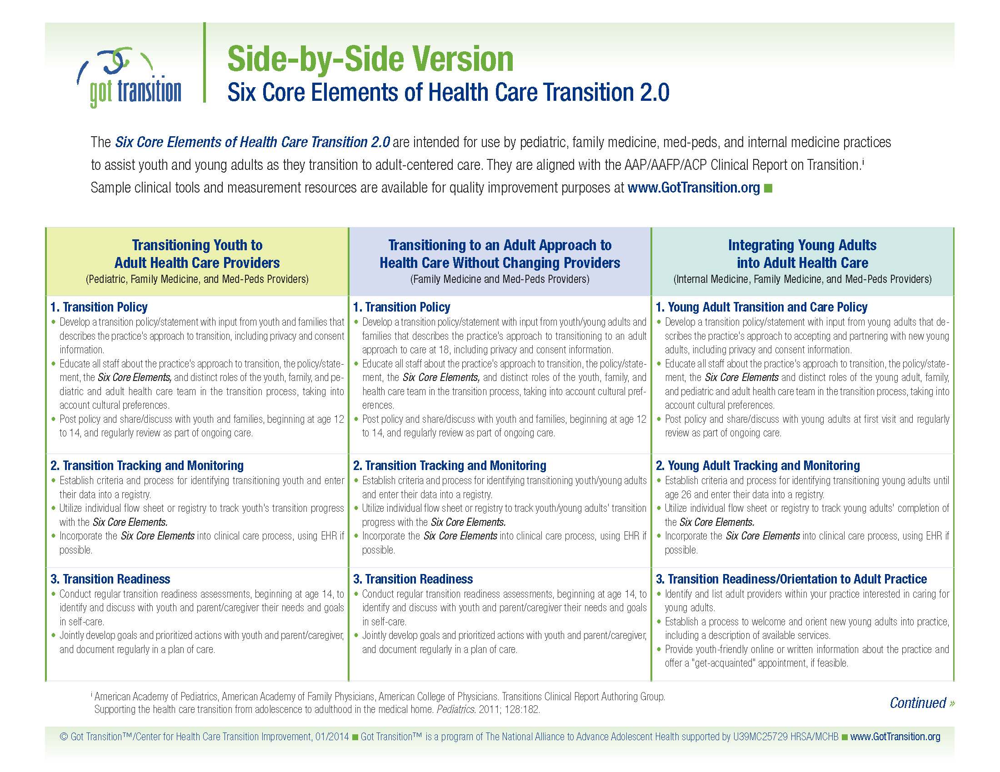 got transition
Side-by-Side Version
Six Core Elements of Health Care Transition 2.0
The Six Core Elements of Health Care Transition 2.0 are intended for use by pediatric, family medicine, med-peds, and internal medicine practices
to assist youth and young adults as they transition to adult-centered care. They are aligned with the AAP/AAFP/ACP Clinical Report on Transition.i
Sample clinical tools and measurement resources are available for quality improvement purposes at www.GotTransition.org ■
Transitioning Youth to
Adult Health Care Providers
(Pediatric, Family Medicine, and Med-Peds Providers)
1. Transition Policy
• Develop a transition policy/statement with input from youth and families that
describes the practice's approach to transition, including privacy and consent
information.
• Educate all staff about the practice's approach to transition, the policy/state-
ment, the Six Core Elements, and distinct roles of the youth, family, and pe-
diatric and adult health care team in the transition process, taking into
account cultural preferences.
• Post policy and share/discuss with youth and families, beginning at age 12
to 14, and regularly review as part of ongoing care.
2. Transition Tracking and Monitoring
• Establish criteria and process for identifying transitioning youth and enter
their data into a registry.
• Utilize individual flow sheet or registry to track youth's transition progress
with the Six Core Elements.
• Incorporate the Six Core Elements into clinical care process, using EHR if
possible.
3. Transition Readiness
• Conduct regular transition readiness assessments, beginning at age 14, to
identify and discuss with youth and parent/caregiver their needs and goals
in self-care.
• Jointly develop goals and prioritized actions with youth and parent/caregiver,
and document regularly in a plan of care.
Transitioning to an Adult Approach to
Health Care Without Changing Providers
(Family Medicine and Med-Peds Providers)
1. Transition Policy
• Develop a transition policy/statement with input from youth/young adults and
families that describes the practice's approach to transitioning to an adult
approach to care at 18, including privacy and consent information.
• Educate all staff about the practice's approach to transition, the policy/state-
ment, the Six Core Elements, and distinct roles of the youth, family, and
health care team in the transition process, taking into account cultural pref-
erences.
• Post policy and share/discuss with youth and families, beginning at age 12
to 14, and regularly review as part of ongoing care.
2. Transition Tracking and Monitoring
• Establish criteria and process for identifying transitioning youth/young adults
and enter their data into a registry.
• Utilize individual flow sheet or registry to track youth/young adults' transition
progress with the Six Core Elements.
• Incorporate the Six Core Elements into clinical care process, using EHR if
possible.
3. Transition Readiness
• Conduct regular transition readiness assessments, beginning at age 14, to
identify and discuss with youth and parent/caregiver their needs and goals
in self-care.
• Jointly develop goals and prioritized actions with youth and parent/caregiver,
and document regularly in a plan of care.
Integrating Young Adults
into Adult Health Care
(Internal Medicine, Family Medicine, and Med-Peds Providers)
1. Young Adult Transition and Care Policy
• Develop a transition policy/statement with input from young adults that de-
scribes the practice's approach to accepting and partnering with new young
adults, including privacy and consent information.
• Educate all staff about the practice's approach to transition, the policy/state-
ment, the Six Core Elements and distinct roles of the young adult, family,
and pediatric and adult health care team in the transition process, taking into
account cultural preferences.
• Post policy and share/discuss with young adults at first visit and regularly
review as part of ongoing care.
2. Young Adult Tracking and Monitoring
• Establish criteria and process for identifying transitioning young adults until
age 26 and enter their data into a registry.
• Utilize individual flow sheet or registry to track young adults' completion of
the Six Core Elements.
• Incorporate the Six Core Elements into clinical care process, using EHR if
possible.
3. Transition Readiness/Orientation to Adult Practice
• Identify and list adult providers within your practice interested in caring for
young adults.
• Establish a process to welcome and orient new young adults into practice,
including a description of available services.
• Provide youth-friendly online or written information about the practice and
offer a "get-acquainted" appointment, if feasible.
i American Academy of Pediatrics, American Academy of Family Physicians, American College of Physicians. Transitions Clinical Report Authoring Group.
Supporting the health care transition from adolescence to adulthood in the medical home. Pediatrics. 2011; 128:182.
Continued »
© Got Transition™/Center for Health Care Transition Improvement, 01/2014 ■ Got Transition™ is a program of The National Alliance to Advance Adolescent Health supported by U39MC25729 HRSA/MCHB ■ www.GotTransition.org